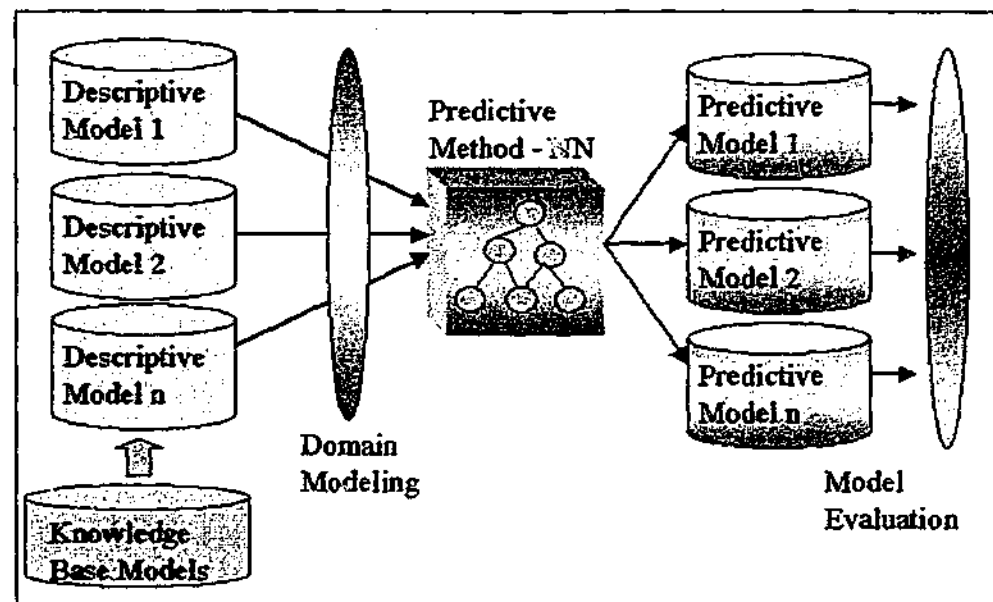 Descriptive
Model 1
Descriptive
Model 2
Descriptive
Model n
Knowledge
Base Models
Domain
Modeling
Predictive
Method - NN
Predictive
Model 1
Predictive
Model 2
Predictive
Model n
Model
Evaluation